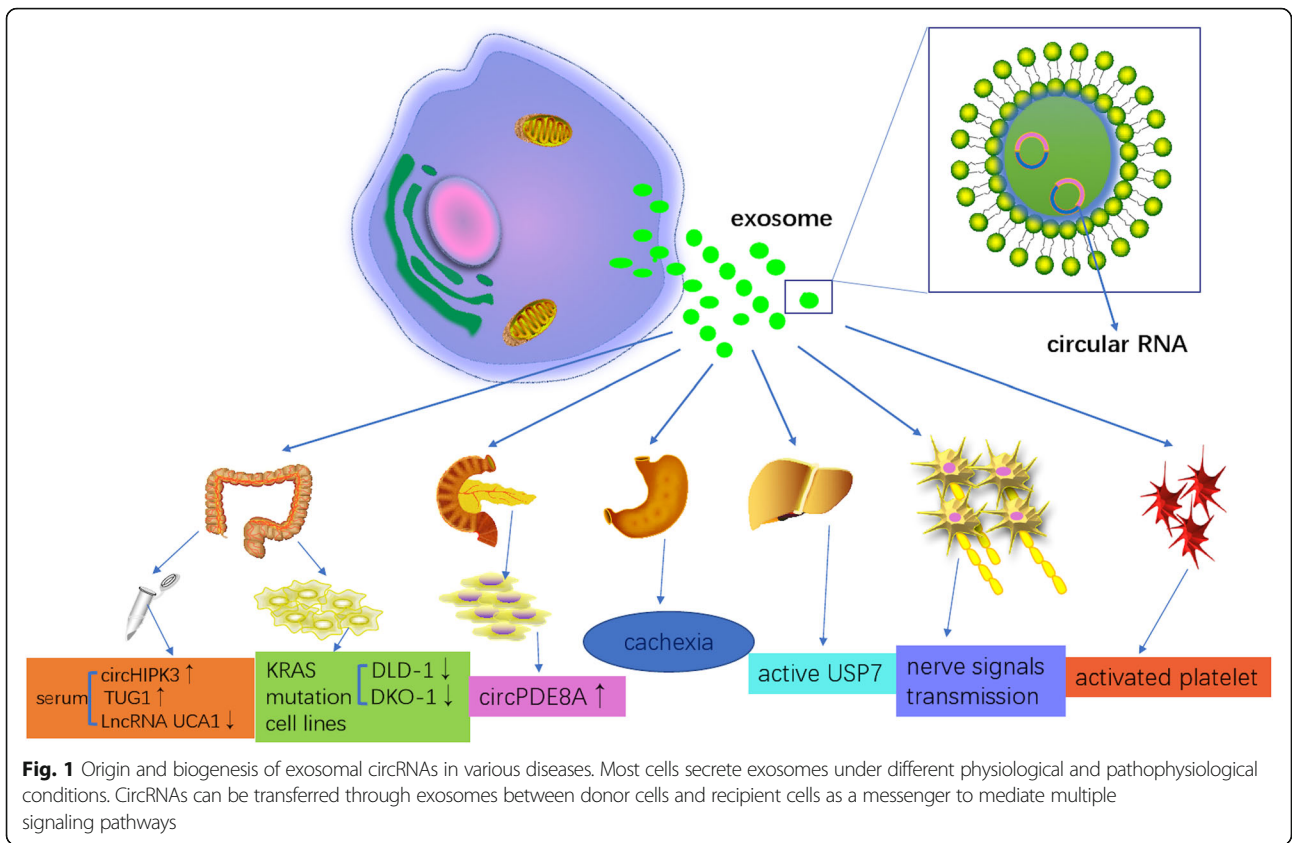 exosome
circular RNA
cachexia
serum
circHIPK3 ↑
TUG1 ↑
LncRNA UCA1 ↓
KRAS
mutation
cell lines
DLD-1 ↓
DKO-1 ↓
circPDE8A ↑
active USP7
nerve signals
transmission
activated platelet
Fig. 1 Origin and biogenesis of exosomal circRNAs in various diseases. Most cells secrete exosomes under different physiological and pathophysiological
conditions. CircRNAs can be transferred through exosomes between donor cells and recipient cells as a messenger to mediate multiple
signaling pathways